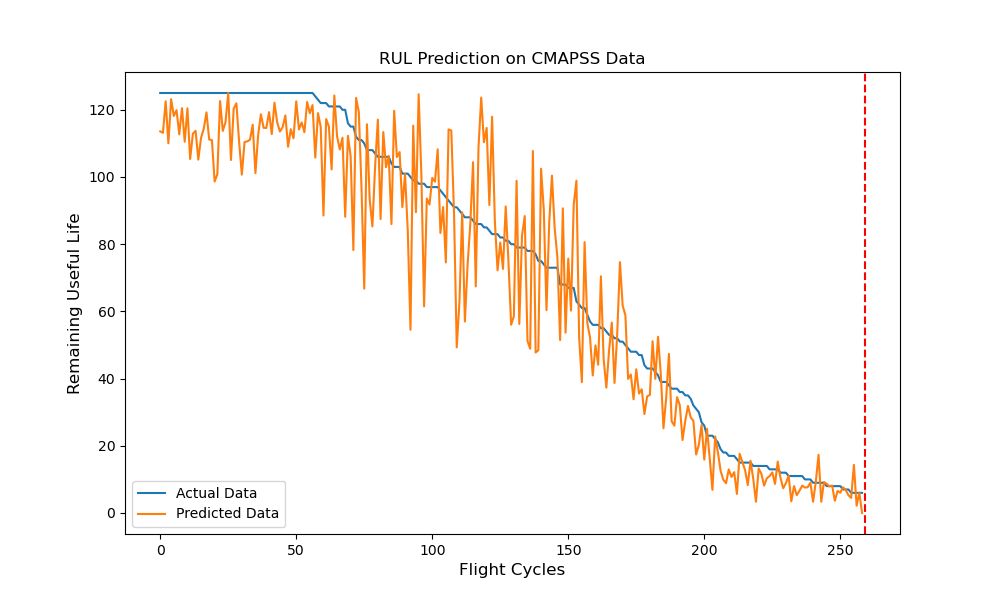 RUL Prediction on CMAPSS Data
Remaining Useful Life
120
100
80
60
40
20
0
Actual Data
Predicted Data
0 50 100 150 200 250
Flight Cycles